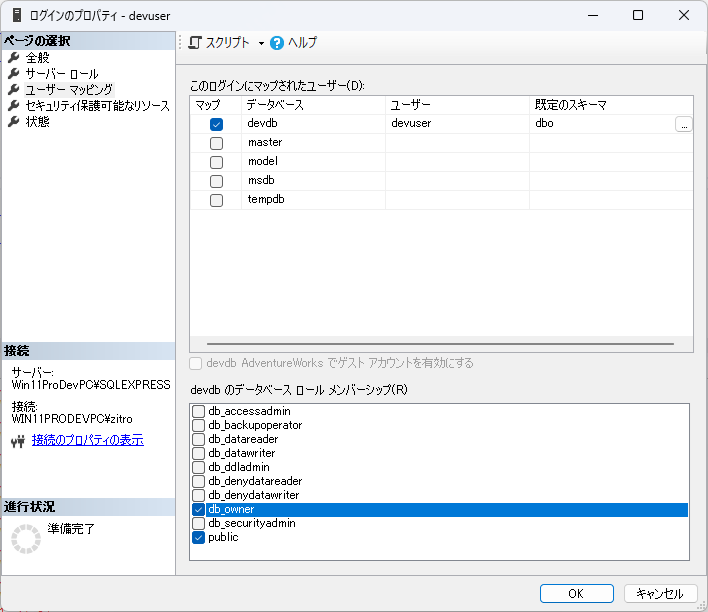 ログインのプロパティ - devuser
ページの選択
全般
サーバー ロール
ユーザー マッピング
セキュリティ保護可能なリソース
状態
接続
サーバー:
Win11ProDevPC¥SQLEXPRESS
接続:
WIN11PRODEVPC¥zitro
接続のプロパティの表示
進行状況
準備完了
スクリプト ヘルプ
このログインにマップされたユーザー(D):
マップ データベース ユーザー 既定のスキーマ
devdb devuser dbo ...
master
model
msdb
tempdb
devdb AdventureWorks でゲスト アカウントを有効にする
devdb のデータベース ロール メンバーシップ(R)
db_accessadmin
db_backupoperator
db_datareader
db_datawriter
db_ddladmin
db_denydatareader
db_denydatawriter
db_owner
db_securityadmin
public
OK キャンセル